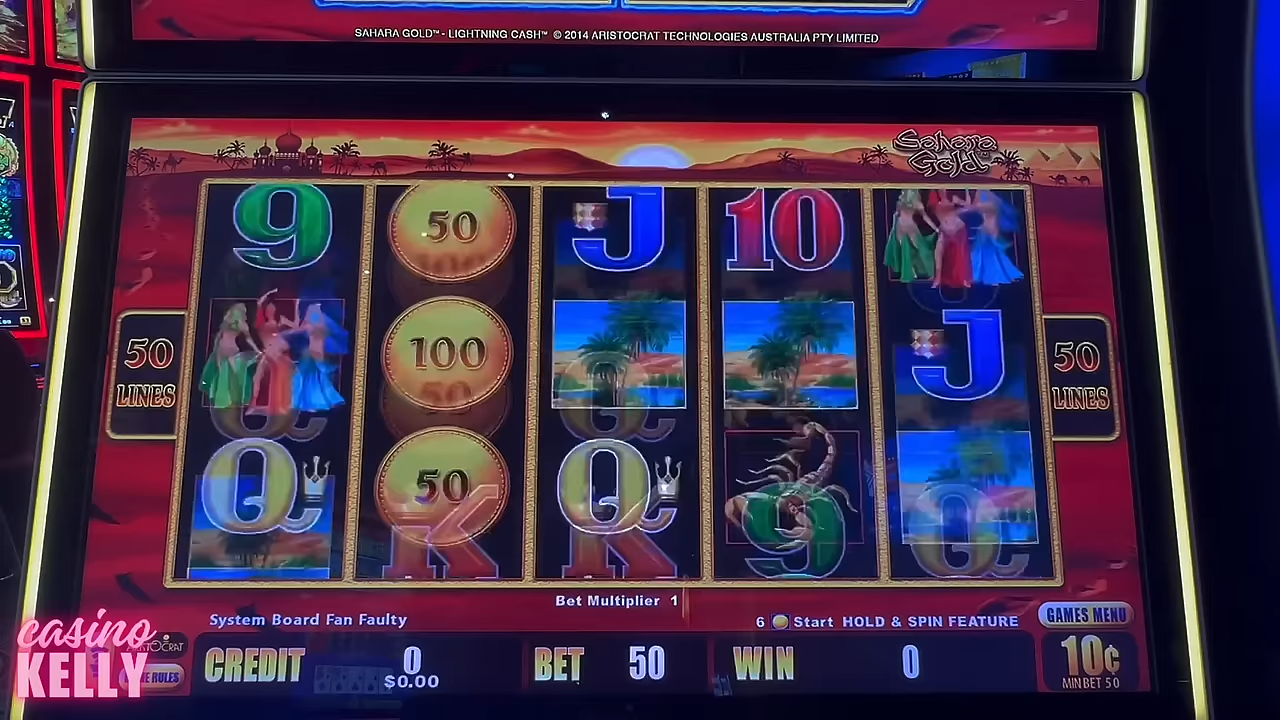 SAHARA GOLD™ - LIGHTNING CASH™ © 2014 ARISTOCRAT TECHNOLOGIES AUSTRALIA PTY LIMITED
Sahara
Gold
9
50
J
10
50
LINES
100
J
50
LINES
Q
50
Q
9
Q
K
K
Bet Multiplier 1
System Board Fan Faulty
6 Start HOLD & SPIN FEATURE
GAMES MENU
CREDIT
0
$0.00
BET
50
WIN
0
10¢
MIN BET 50
casino
KELLY